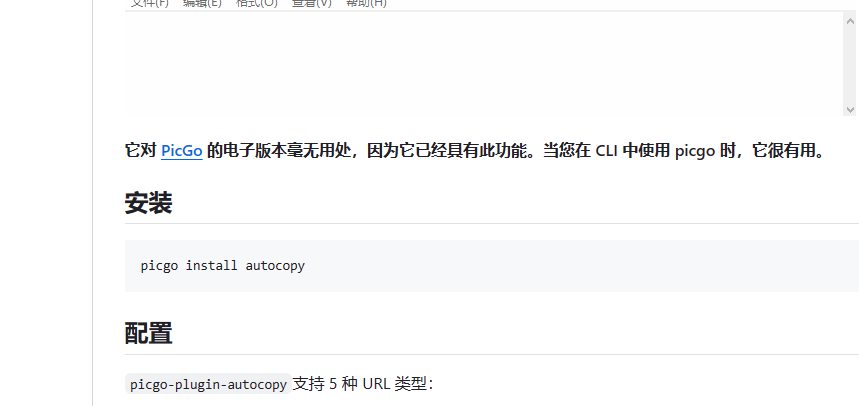 文件(F) 编辑(E) 格式(O) 查看(V) 帮助(H)
它对 PicGo 的电子版本毫无用处，因为它已经具有此功能。当您在 CLI 中使用 picgo 时，它很有用。
安装
picgo install autocopy
配置
picgo-plugin-autocopy 支持 5 种 URL 类型：